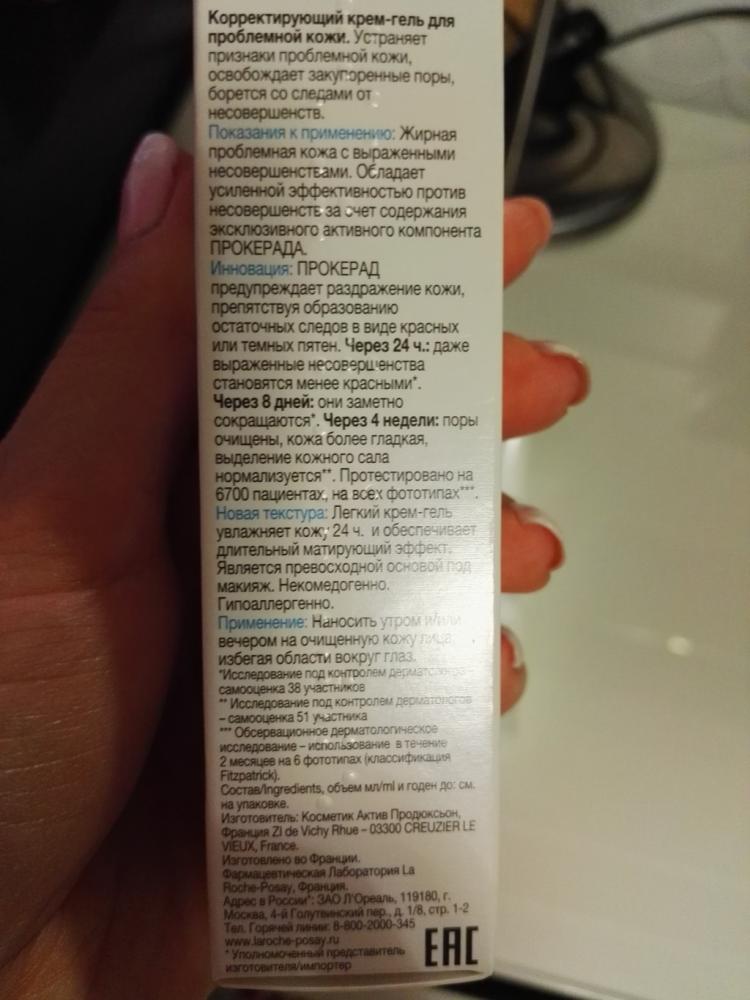 Корректирующий крем-гель для
проблемной кожи. Устраняет
признаки проблемной кожи,
освобождает закупоренные поры,
борется со следами от
несовершенств.
Показания к применению: Жирная
проблемная кожа с выраженными
несовершенствами. Обладает
усиленной эффективностью против
несовершенств за счет содержания
эксклюзивного активного компонента
ПРОКЕРАДА.
Инновация: ПРОКЕРАД
предупреждает раздражение кожи,
препятствуя образованию
остаточных следов в виде красных
или темных пятен. Через 24 ч.: даже
выраженные несовершенства
становятся менее красными*.
Через 8 дней: они заметно
сокращаются*. Через 4 недели: поры
очищены, кожа более гладкая,
выделение кожного сала
нормализуется**. Протестировано на
6700 пациентах, на всех фототипах***.
Новая текстура: Легкий крем-гель
увлажняет кожу 24 ч. и обеспечивает
длительный матирующий эффект.
Является превосходной основой под
макияж. Некомедогенно.
Гипоаллергенно.
Применение: Наносить утром и/или
вечером на очищенную кожу лица,
избегая области вокруг глаз.
*Исследование под контролем дерматолога –
самооценка 38 участников
** Исследование под контролем дерматологов
– самооценка 51 участника
*** Обсервационное дерматологическое
исследование – использование в течение
2 месяцев на 6 фототипах (классификация
Fitzpatrick).
Состав/Ingredients, объем мл/ml и годен до: см.
на упаковке.
Изготовитель: Косметик Актив Продюксьон,
Франция ZI de Vichy Rhue – 03300 CREUZIER LE
VIEUX, France.
Изготовлено во Франции.
Фармацевтическая Лаборатория La
Roche-Posay, Франция.
Адрес в России*: ЗАО Л'Ореаль, 119180, г.
Москва, 4-й Голутвинский пер., д. 1/8, стр. 1-2
Тел. Горячей линии: 8-800-2000-345
www.laroche-posay.ru
* Уполномоченный представитель
изготовителя/импортер
EAC